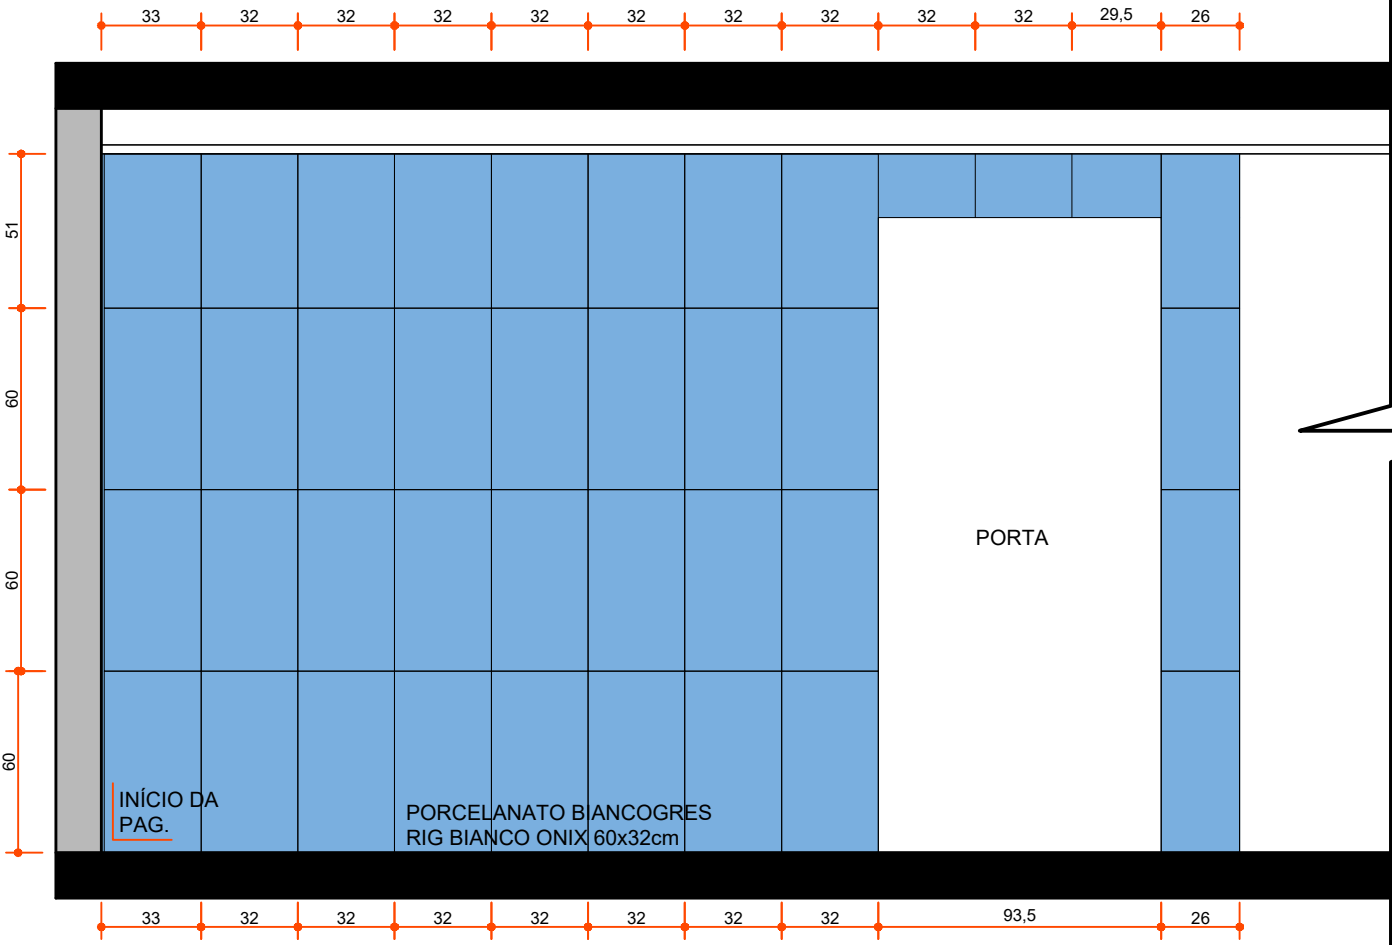 33 32 32 32 32 32 32 32 32 32 29,5 26
51
60
60
60
PORTA
INÍCIO DA
PAG.
PORCELANATO BIANCOGRES
RIG BIANCO ONIX 60x32cm
33 32 32 32 32 32 32 32 93,5 26